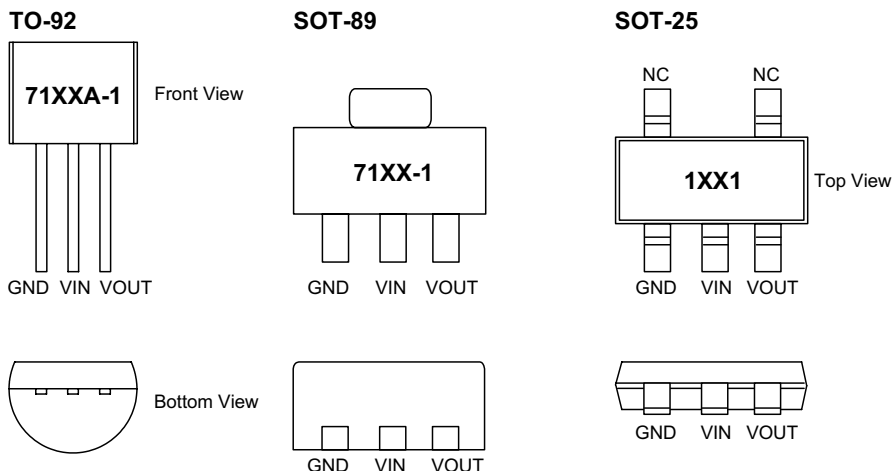 TO-92 SOT-89 SOT-25
NC NC
71XXA-1 Front View
71XX-1
1XX1 Top View
GND VIN VOUT GND VIN VOUT GND VIN VOUT
Bottom View
GND VIN VOUT
GND VIN VOUT